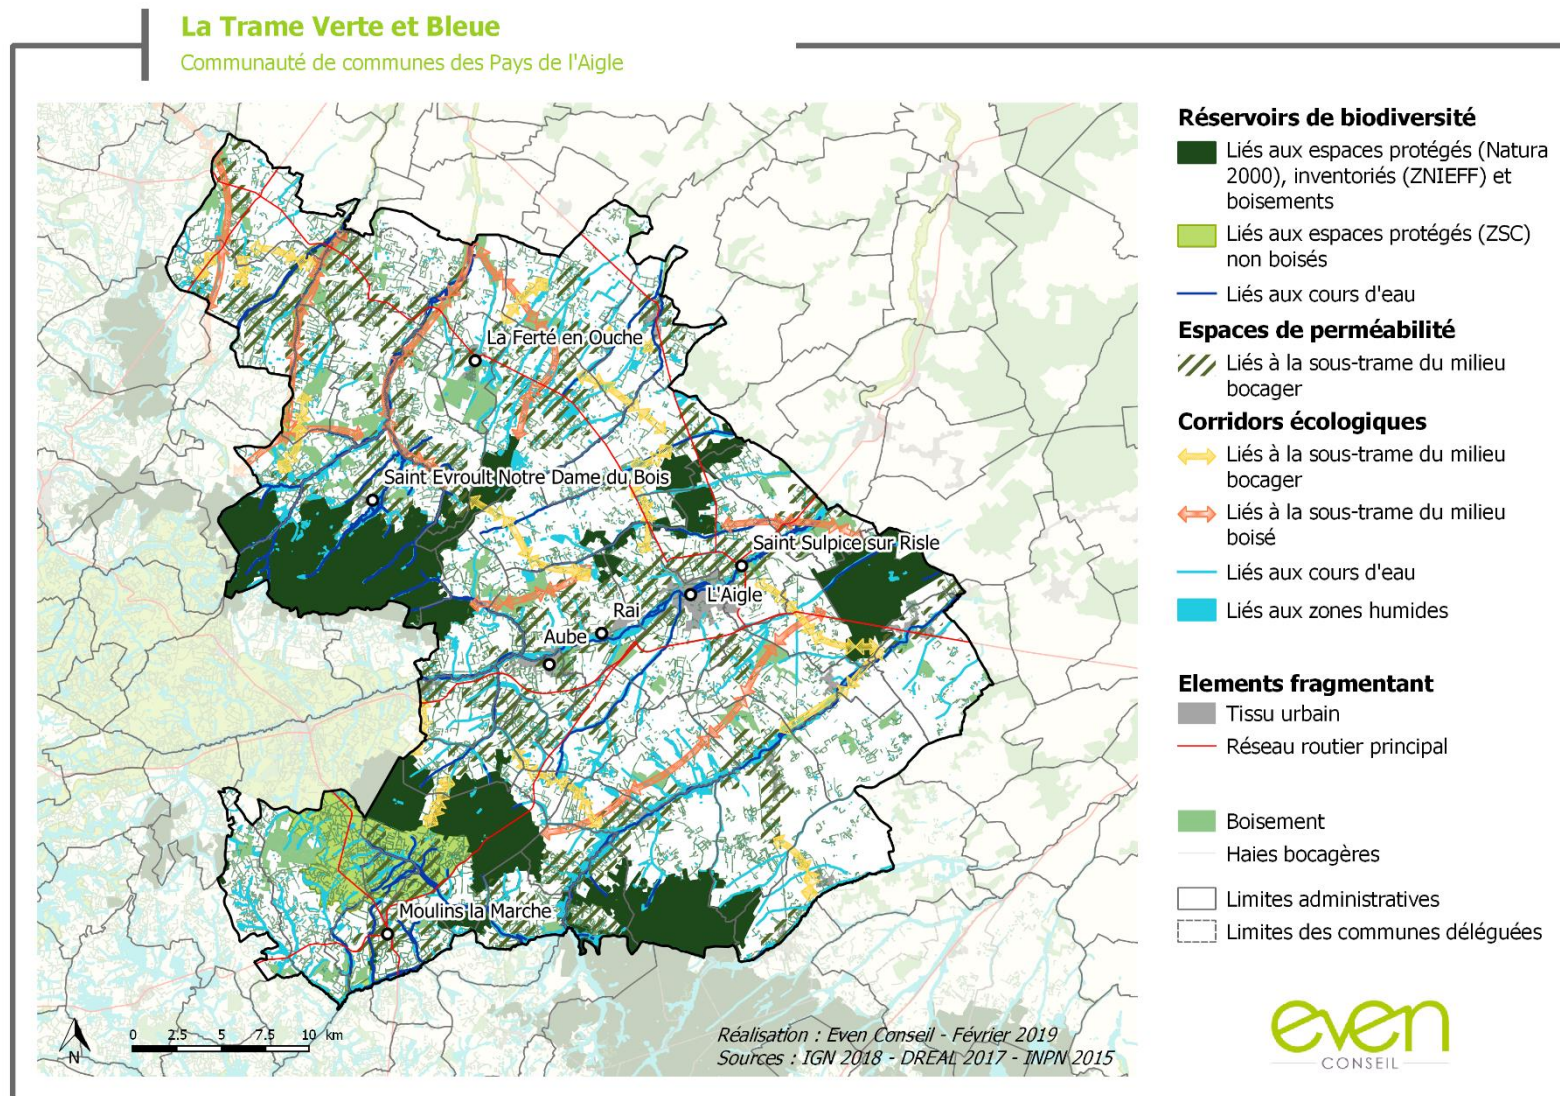 La Trame Verte et Bleue
Communauté de communes des Pays de l'Aigle
La Ferté en Ouche
Saint Evroult Notre Dame du Bois
Saint Sulpice sur Risle
L'Aigle
Rai
Aube
Moulins la Marche
N
0 2.5 5 7.5 10 km
Réalisation : Even Conseil - Février 2019
Sources : IGN 2018 - DREAL 2017 - INPN 2015
Réservoirs de biodiversité
Liés aux espaces protégés (Natura
2000), inventoriés (ZNIEFF) et
boisements
Liés aux espaces protégés (ZSC)
non boisés
Liés aux cours d'eau
Espaces de perméabilité
Liés à la sous-trame du milieu
bocager
Corridors écologiques
Liés à la sous-trame du milieu
bocager
Liés à la sous-trame du milieu
boisé
Liés aux cours d'eau
Liés aux zones humides
Elements fragmentant
Tissu urbain
Réseau routier principal
Boisement
Haies bocagères
Limites administratives
Limites des communes déléguées
even
CONSEIL